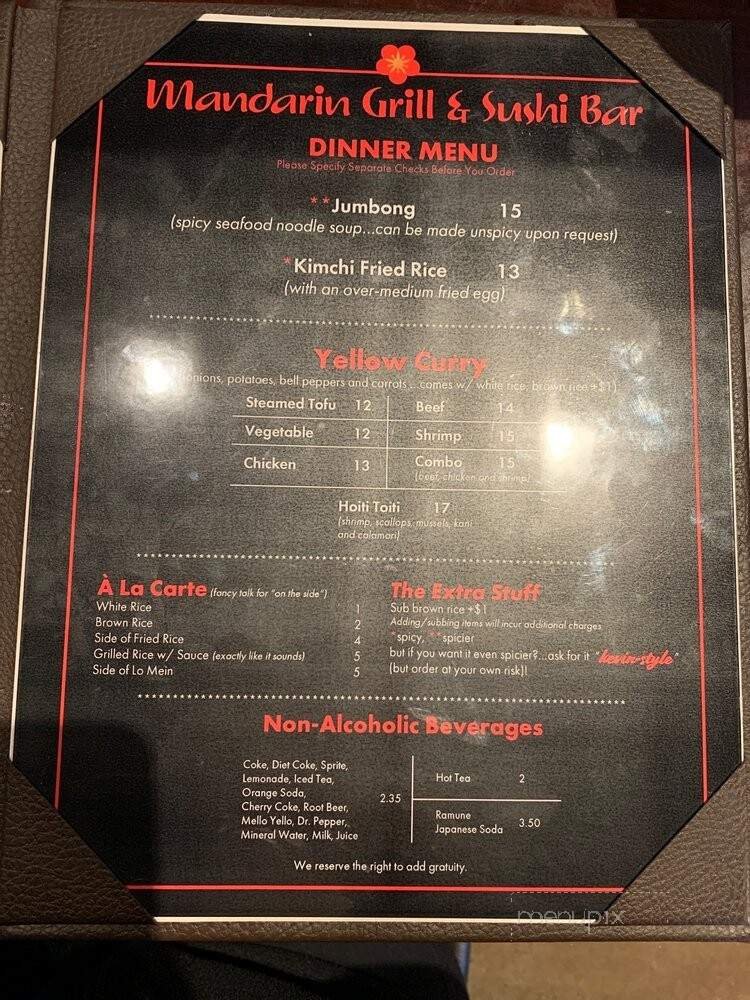 Mandarin Grill & Sushi Bar
DINNER MENU
Please Specify Separate Checks Before You Order
**Jumbong 15
(spicy seafood noodle soup...can be made unspicy upon request)
*Kimchi Fried Rice 13
(with an over-medium fried egg)
Yellow Curry
onions, potatoes, bell peppers and carrots...comes w/ white rice, brown rice +$1)
Steamed Tofu 12 Beef 14
Vegetable 12 Shrimp 15
Chicken 13 Combo 15
(beef, chicken and shrimp)
Hoiti Toiti 17
(shrimp, scallops, mussels, kani
and calamari)
À La Carte (fancy talk for "on the side")
White Rice 1
Brown Rice 2
Side of Fried Rice 4
Grilled Rice w/ Sauce (exactly like it sounds) 5
Side of Lo Mein 5
The Extra Stuff
Sub brown rice +$1
Adding/subbing items will incur additional charges
*spicy, **spicier
but if you want it even spicier?...ask for it "kevin-style"
(but order at your own risk)!
Non-Alcoholic Beverages
Coke, Diet Coke, Sprite,
Lemonade, Iced Tea,
Orange Soda,
Cherry Coke, Root Beer,
Mello Yello, Dr. Pepper,
Mineral Water, Milk, Juice
2.35
Hot Tea 2
Ramune
Japanese Soda 3.50
We reserve the right to add gratuity.
menupix